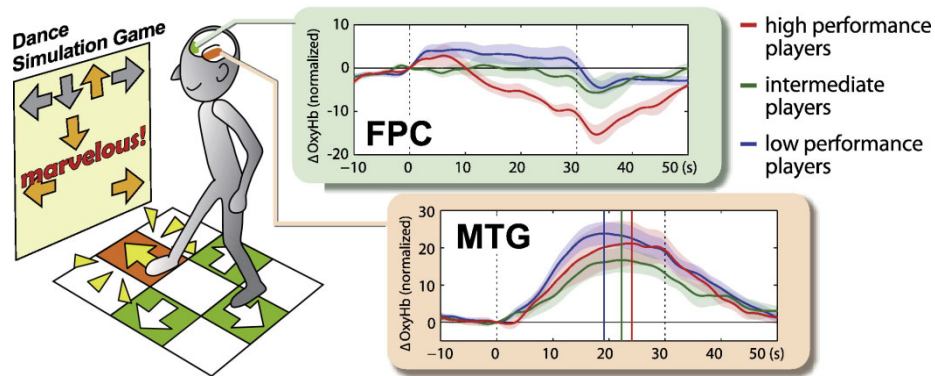 Dance
Simulation Game
marvelous!
ΔOxyHb (normalized)
10
0
-10
-20
FPC
-10 0 10 20 30 40 50 (s)
high performance
players
intermediate
players
low performance
players
ΔOxyHb (normalized)
30
20
10
0
MTG
-10 0 10 20 30 40 50 (s)